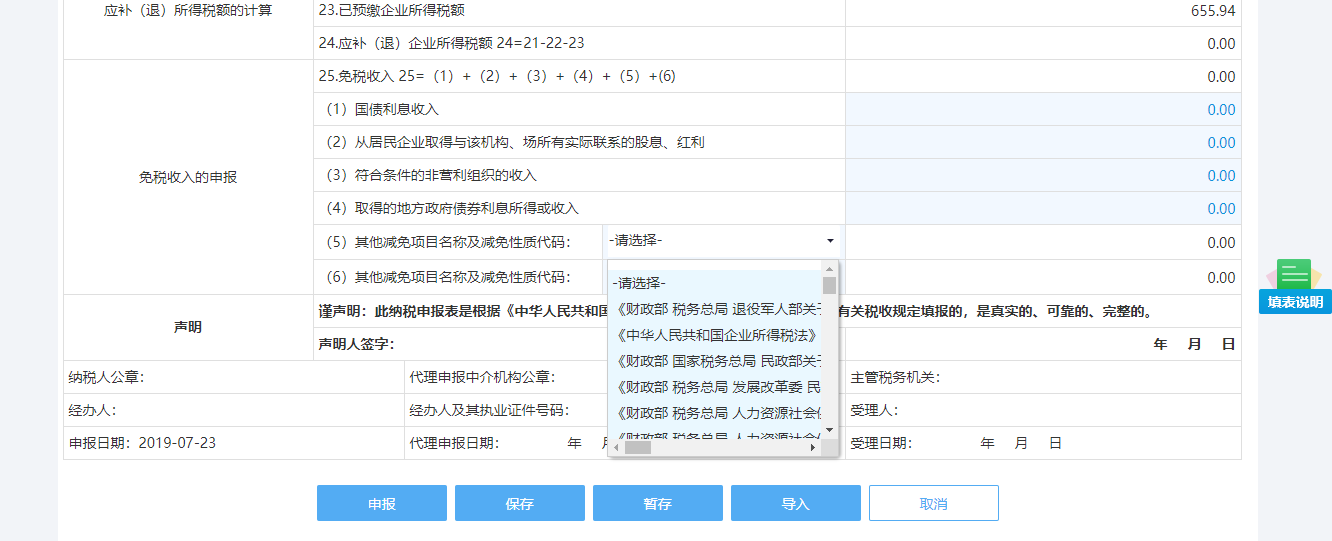 应补（退）所得税额的计算
23.已预缴企业所得税额
655.94
24.应补（退）企业所得税额 24=21-22-23
0.00
免税收入的申报
25.免税收入 25=（1）+（2）+（3）+（4）+（5）+(6)
0.00
（1）国债利息收入
0.00
（2）从居民企业取得与该机构、场所有实际联系的股息、红利
0.00
（3）符合条件的非营利组织的收入
0.00
（4）取得的地方政府债券利息所得或收入
0.00
（5）其他减免项目名称及减免性质代码：
-请选择-
0.00
（6）其他减免项目名称及减免性质代码：
0.00
-请选择-
《财政部 税务总局 退役军人部关于
《中华人民共和国企业所得税法》
《财政部 国家税务总局 民政部关于
《财政部 税务总局 发展改革委 民
《财政部 税务总局 人力资源社会保
《财政部 税务总局 人力资源社会保
填表说明
声明
谨声明：此纳税申报表是根据《中华人民共和国
有关税收规定填报的，是真实的、可靠的、完整的。
声明人签字：
年 月 日
纳税人公章：
代理申报中介机构公章：
主管税务机关：
经办人：
经办人及其执业证件号码：
受理人：
申报日期：2019-07-23
代理申报日期： 年 月
受理日期： 年 月 日
申报
保存
暂存
导入
取消